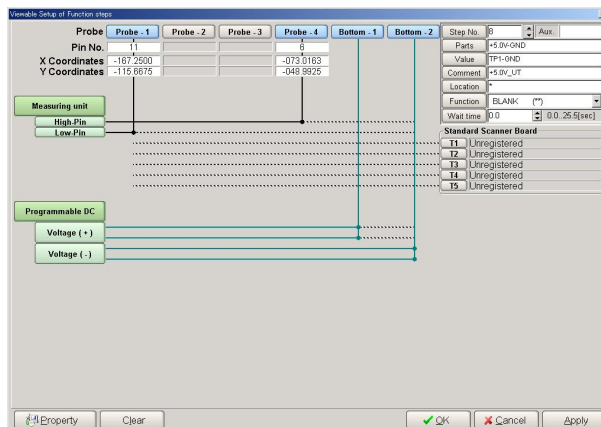 Viewable Setup of Function steps
Probe Probe - 1 Probe - 2 Probe - 3 Probe - 4 Bottom - 1 Bottom - 2
Pin No. 11 6
X Coordinates -167.2500 -073.0163
Y Coordinates -115.6675 -048.9925
Measuring unit
High-Pin
Low-Pin
Programmable DC
Voltage ( + )
Voltage ( - )
Step No. 8 Aux.
Parts +5.0V-GND
Value TP1-GND
Comment +5.0V_UT
Location *
Function BLANK (**)
Wait time 0.0 0.0..25.5[sec]
Standard Scanner Board
T1 Unregistered
T2 Unregistered
T3 Unregistered
T4 Unregistered
T5 Unregistered
Property Clear OK Cancel Apply